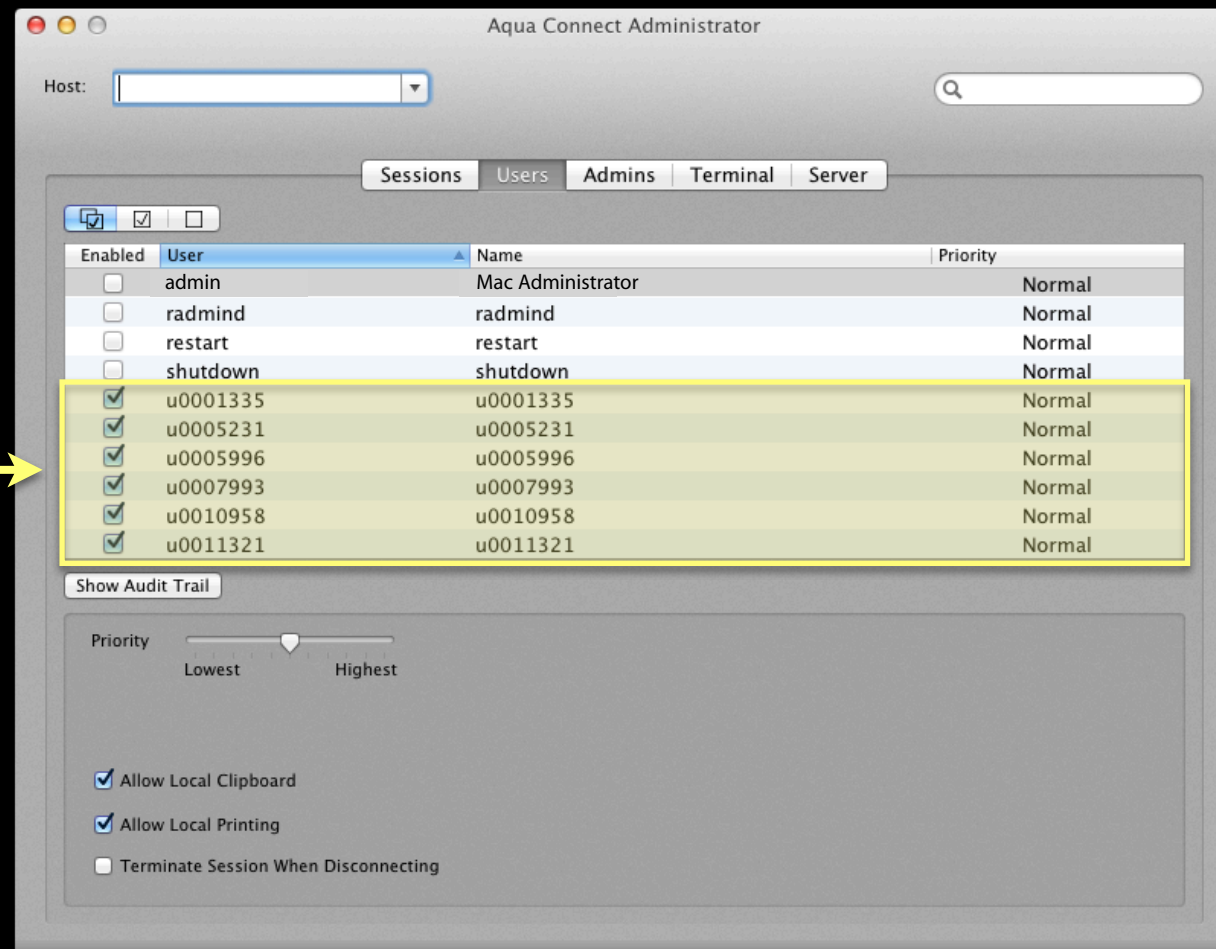 Aqua Connect Administrator
Host:
Sessions Users Admins Terminal Server
Enabled User Name Priority
admin Mac Administrator Normal
radmind radmind Normal
restart restart Normal
shutdown shutdown Normal
u0001335 u0001335 Normal
u0005231 u0005231 Normal
u0005996 u0005996 Normal
u0007993 u0007993 Normal
u0010958 u0010958 Normal
u0011321 u0011321 Normal
Show Audit Trail
Priority
Lowest Highest
Allow Local Clipboard
Allow Local Printing
Terminate Session When Disconnecting